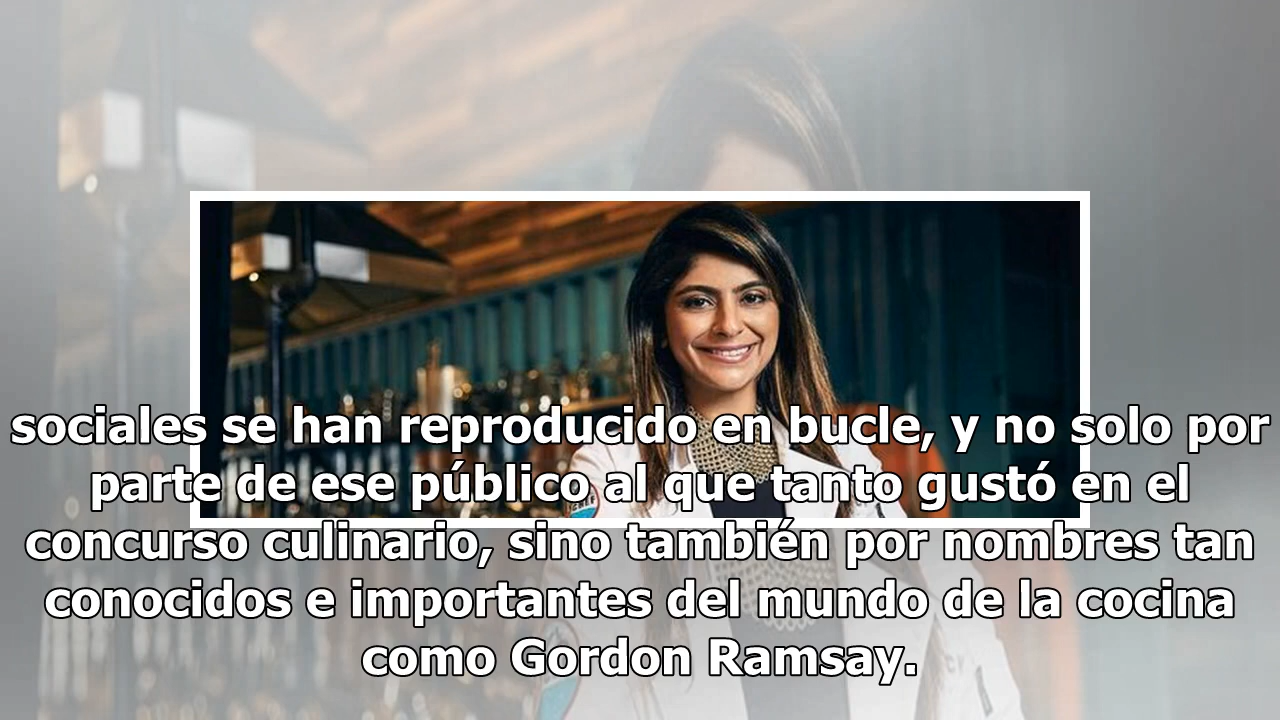 sociales se han reproducido en bucle, y no solo por
parte de ese público al que tanto gustó en el
concurso culinario, sino también por nombres tan
conocidos e importantes del mundo de la cocina
como Gordon Ramsay.